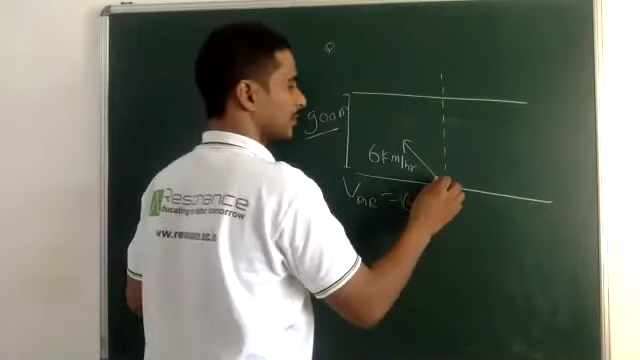 900m
6km/hr
VmR =
Resonance
Educating for better tomorrow
www.resonance.ac.in